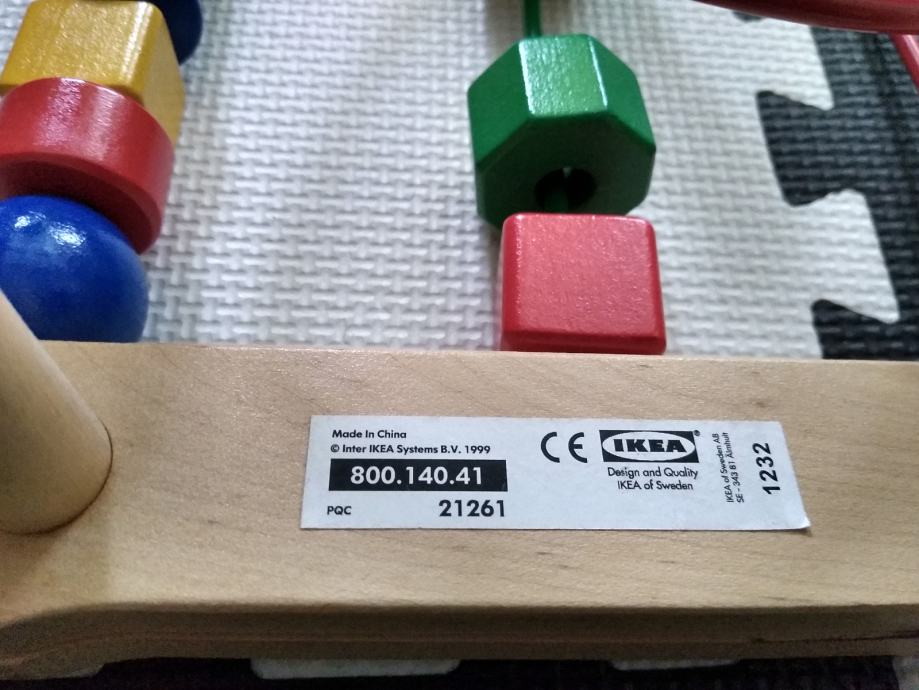 Made In China
© Inter IKEA Systems B.V. 1999
800.140.41
PQC 21261
CE
IKEA®
Design and Quality
IKEA of Sweden
IKEA of Sweden AB
SE - 343 81 Älmhult
1232